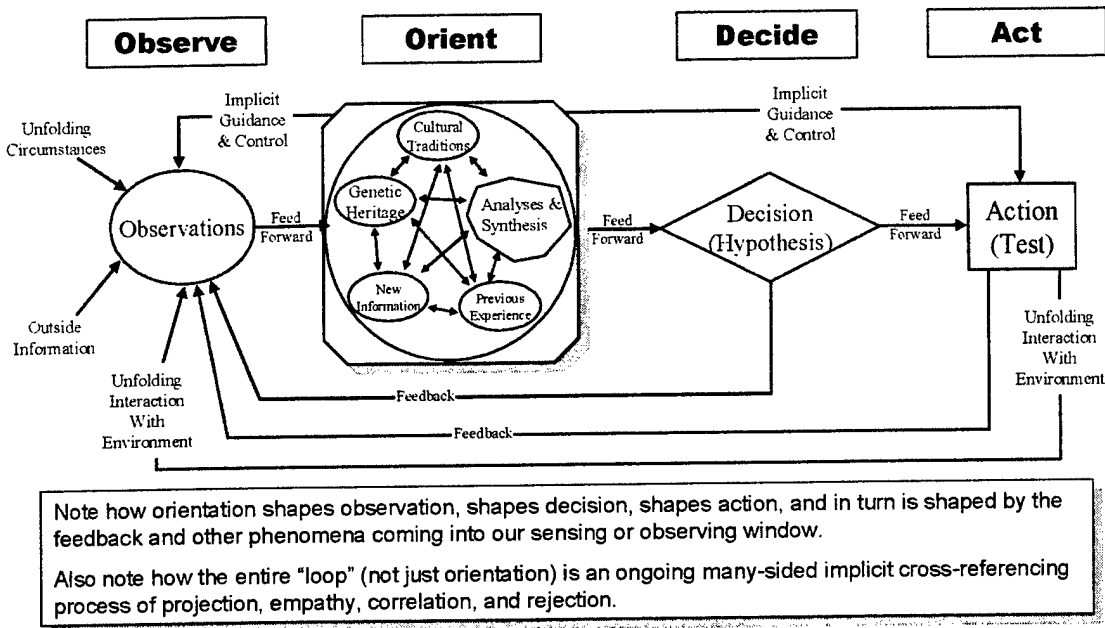 Observe
Orient
Decide
Act
Implicit
Guidance
& Control
Implicit
Guidance
& Control
Unfolding
Circumstances
Observations
Outside
Information
Unfolding
Interaction
With
Environment
Feed
Forward
Cultural
Traditions
Genetic
Heritage
Analyses &
Synthesis
New
Information
Previous
Experience
Feed
Forward
Decision
(Hypothesis)
Feed
Forward
Action
(Test)
Unfolding
Interaction
With
Environment
Feedback
Feedback
Note how orientation shapes observation, shapes decision, shapes action, and in turn is shaped by the
feedback and other phenomena coming into our sensing or observing window.
Also note how the entire “loop” (not just orientation) is an ongoing many-sided implicit cross-referencing
process of projection, empathy, correlation, and rejection.